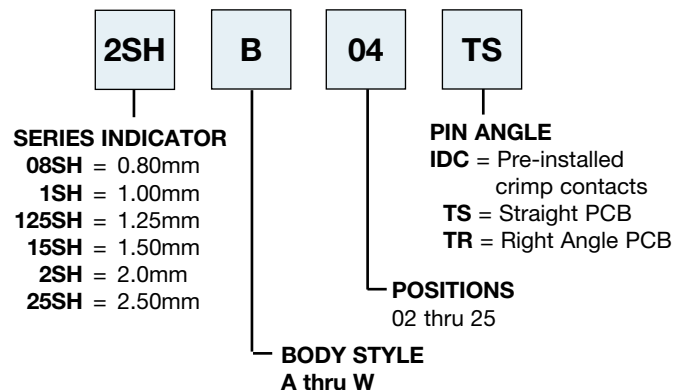 2SH B 04 TS
SERIES INDICATOR
08SH = 0.80mm
1SH = 1.00mm
125SH = 1.25mm
15SH = 1.50mm
2SH = 2.0mm
25SH = 2.50mm
PIN ANGLE
IDC = Pre-installed
crimp contacts
TS = Straight PCB
TR = Right Angle PCB
POSITIONS
02 thru 25
BODY STYLE
A thru W